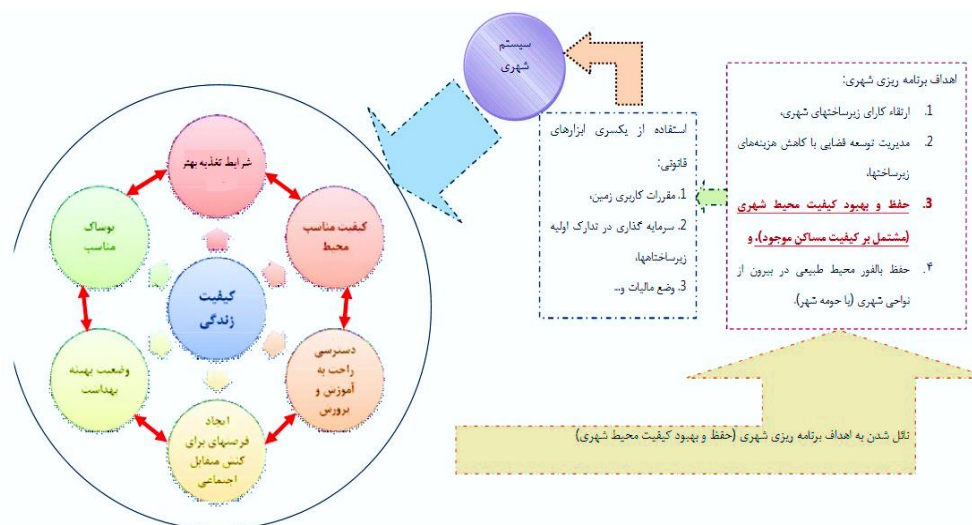 سیستم
شهری
اهداف برنامه ریزی شهری:
1. ارتقاء کارای زیرساختهای شهری،
2. مدیریت توسعه قضایی با کاهش هزینه‌های
زیرساختها،
3. حفظ و بهبود کیفیت محیط شهری
(مشتمل بر کیفیت مساکن موجود)، و
۴. حفظ بالفور محیط طبیعی در بیرون از
نواحی شهری (یا حومه شهر).
استفاده از یکسری ابزارهای
قانونی:
1. مقررات کاربری زمین،
2. سرمایه گذاری در تدارک اولیه
زیرساختاهها،
3. وضع مالیات و...
نائل شدن به اهداف برنامه ریزی شهری (حفظ و بهبود کیفیت محیط شهری)
شرایط تغذیه بهتر
کیفیت مناسب
محیط
دسترسی
راحت به
آموزش و
پرورش
ایجاد
فرصتهای برای
کنش متقابل
اجتماعی
وضعیت بهینه
بهداشت
پوساک
مناسب
کیفیت
زندگی